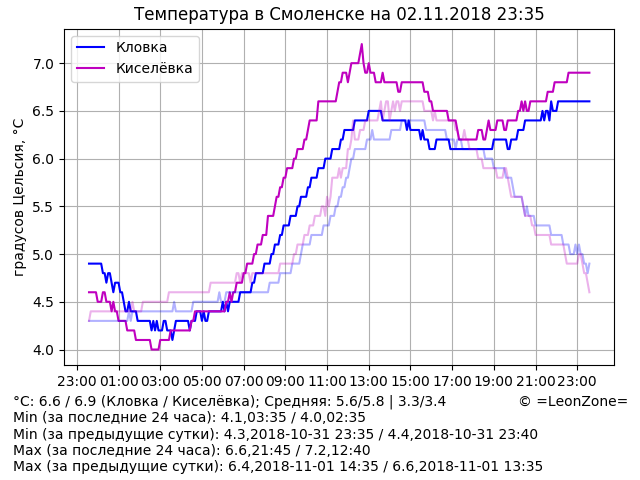 Температура в Смоленске на 02.11.2018 23:35
Кловка
Киселёвка
градусов Цельсия, °C
7.0
6.5
6.0
5.5
5.0
4.5
4.0
23:00 01:00 03:00 05:00 07:00 09:00 11:00 13:00 15:00 17:00 19:00 21:00 23:00
°C: 6.6 / 6.9 (Кловка / Киселёвка); Средняя: 5.6/5.8 | 3.3/3.4 © =LeonZone=
Min (за последние 24 часа): 4.1,03:35 / 4.0,02:35
Min (за предыдущие сутки): 4.3,2018-10-31 23:35 / 4.4,2018-10-31 23:40
Max (за последние 24 часа): 6.6,21:45 / 7.2,12:40
Max (за предыдущие сутки): 6.4,2018-11-01 14:35 / 6.6,2018-11-01 13:35